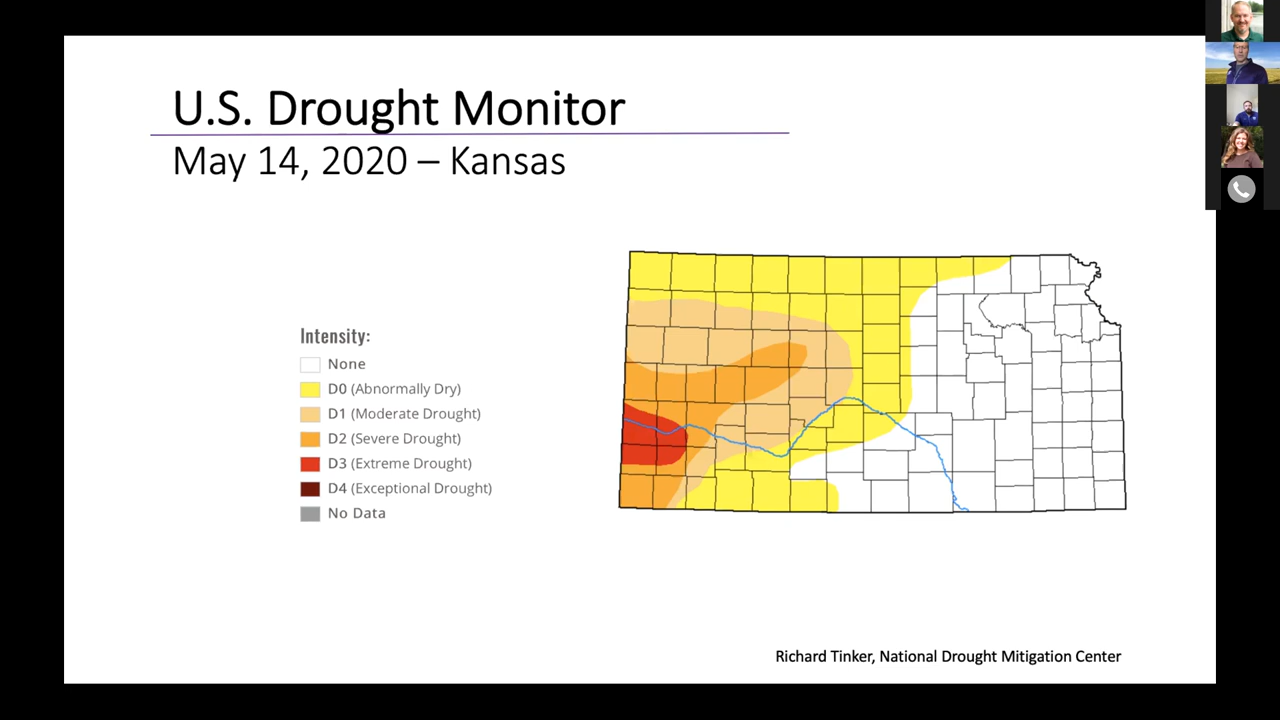 U.S. Drought Monitor
May 14, 2020 – Kansas
Intensity:
None
D0 (Abnormally Dry)
D1 (Moderate Drought)
D2 (Severe Drought)
D3 (Extreme Drought)
D4 (Exceptional Drought)
No Data
Richard Tinker, National Drought Mitigation Center